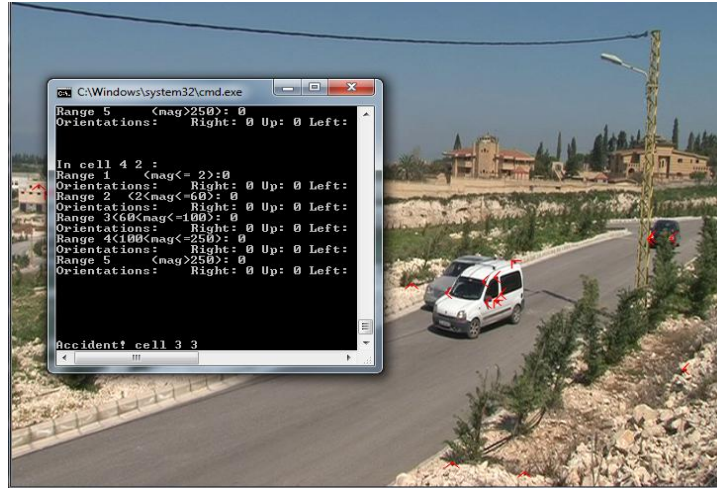 C:\Windows\system32\cmd.exe
Range 5 (mag>250): 0
Orientations: Right: 0 Up: 0 Left:
In cell 4 2 :
Range 1 (mag<= 2):0
Orientations: Right: 0 Up: 0 Left:
Range 2 (2<mag<=60): 0
Orientations: Right: 0 Up: 0 Left:
Range 3(60<mag<=100): 0
Orientations: Right: 0 Up: 0 Left:
Range 4(100<mag<=250): 0
Orientations: Right: 0 Up: 0 Left:
Range 5 (mag>250): 0
Orientations: Right: 0 Up: 0 Left:
Accident! cell 3 3